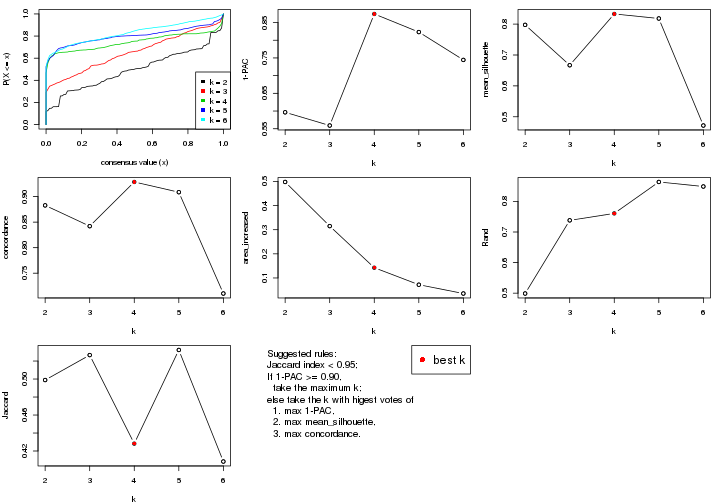 P(X <= x)
0.0 0.2 0.4 0.6 0.8 1.0
0.0 0.2 0.4 0.6 0.8 1.0
consensus value (x)
k = 2
k = 3
k = 4
k = 5
k = 6
1-PAC
0.55 0.65 0.75 0.85
2 3 4 5 6
k
mean_silhouette
0.5 0.6 0.7 0.8
2 3 4 5 6
k
concordance
0.75 0.80 0.85 0.90
2 3 4 5 6
k
area_increased
0.1 0.2 0.3 0.4 0.5
2 3 4 5 6
k
Rand
0.5 0.6 0.7 0.8
2 3 4 5 6
k
Jaccard
0.42 0.46 0.50
2 3 4 5 6
k
Suggested rules:
Jaccard index < 0.95;
If 1-PAC >= 0.90,
take the maximum k;
else take the k with higest votes of
1. max 1-PAC,
2. max mean_silhouette,
3. max concordance.
best k